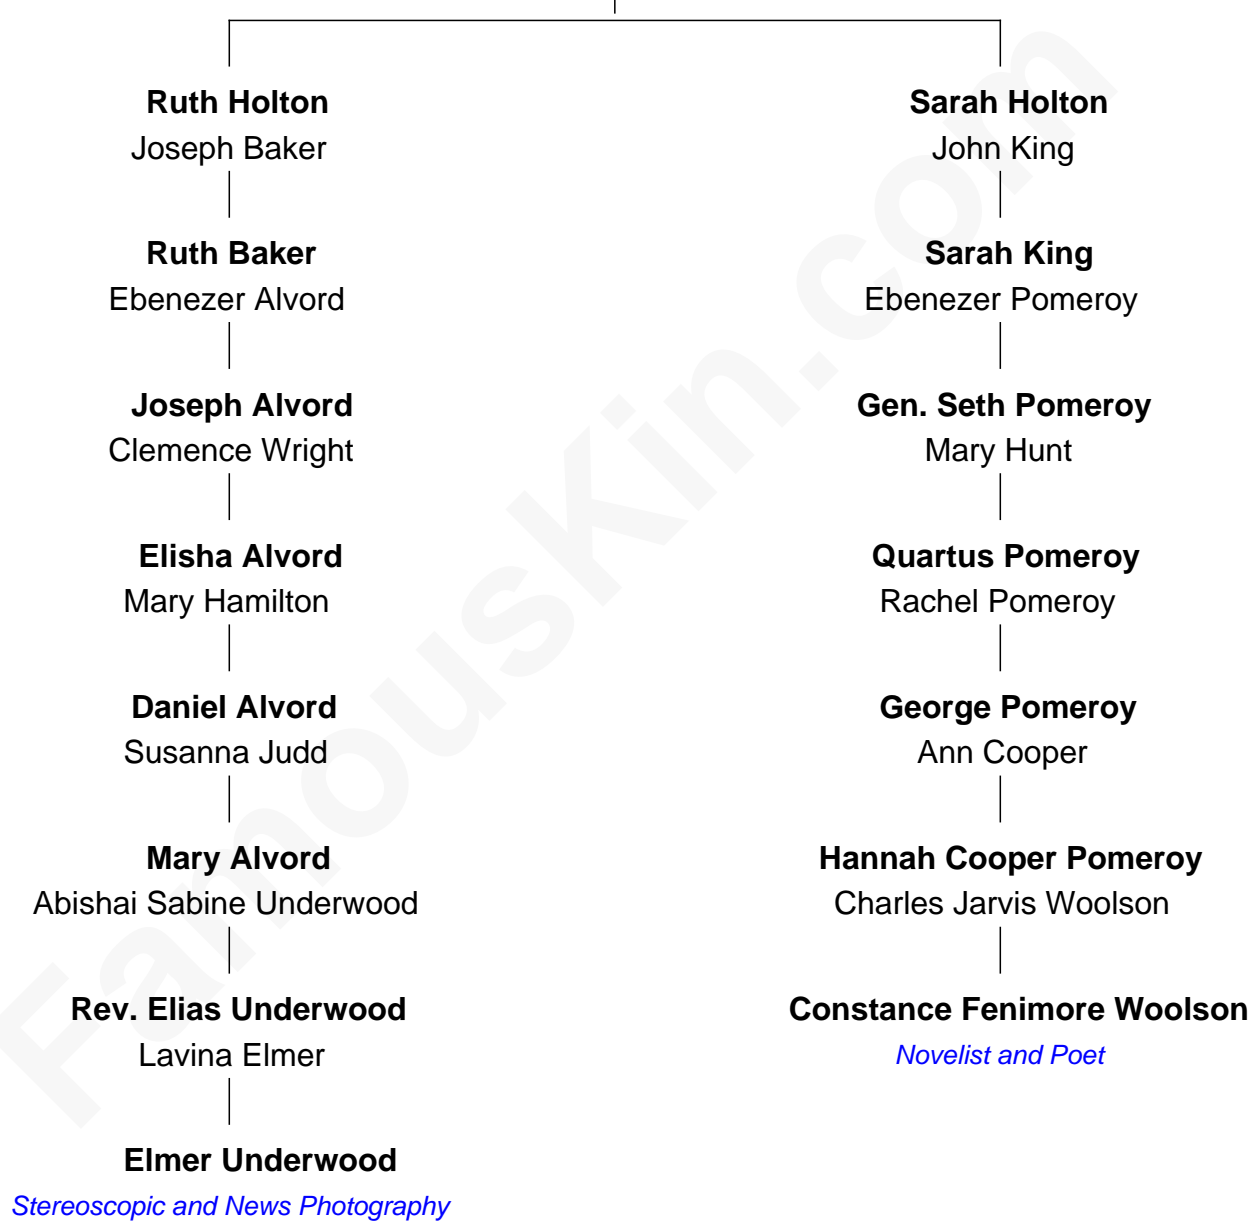 Ruth Holton
Joseph Baker
Ruth Baker
Ebenezer Alvord
Joseph Alvord
Clemence Wright
Elisha Alvord
Mary Hamilton
Daniel Alvord
Susanna Judd
Mary Alvord
Abishai Sabine Underwood
Rev. Elias Underwood
Lavina Elmer
Elmer Underwood
Stereoscopic and News Photography
Sarah Holton
John King
Sarah King
Ebenezer Pomeroy
Gen. Seth Pomeroy
Mary Hunt
Quartus Pomeroy
Rachel Pomeroy
George Pomeroy
Ann Cooper
Hannah Cooper Pomeroy
Charles Jarvis Woolson
Constance Fenimore Woolson
Novelist and Poet
FamousKin.com